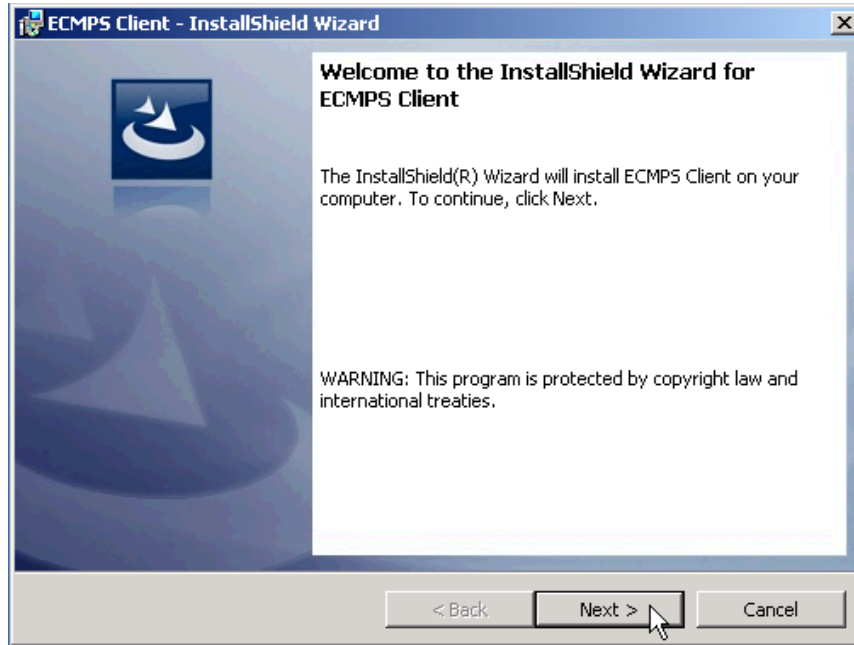 ECMPS Client - InstallShield Wizard
Welcome to the InstallShield Wizard for
ECMPS Client
The InstallShield(R) Wizard will install ECMPS Client on your
computer. To continue, click Next.
WARNING: This program is protected by copyright law and
international treaties.
< Back
Next >
Cancel